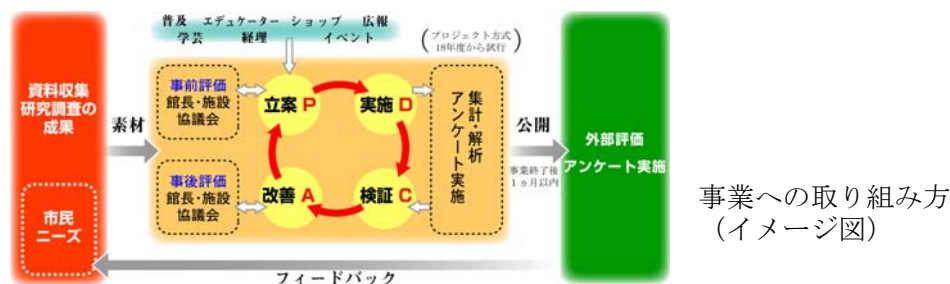 普及 エデュケーター ショップ 広報
学芸 経理 イベント
(プロジェクト方式
18年度から試行)
資料収集
研究調査の
成果
市民
ニーズ
素材
事前評価
館長・施設
協議会
事後評価
館長・施設
協議会
立案 P
実施 D
改善 A
検証 C
集計・解析
アンケート実施
公開
事業終了後
1ヵ月以内
外部評価
アンケート実施
フィードバック
事業への取り組み方
(イメージ図)